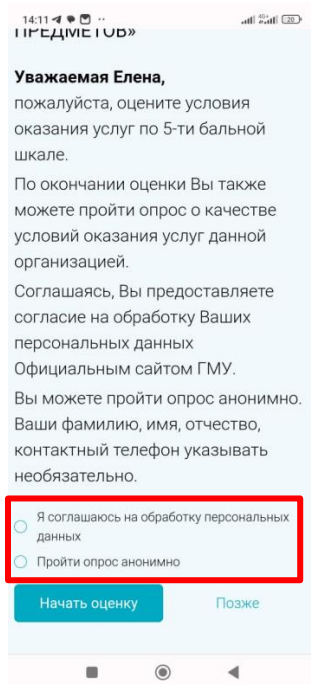 14:11
ПРЕДМЕТОВ»
Уважаемая Елена,
пожалуйста, оцените условия
оказания услуг по 5-ти бальной
шкале.
По окончании оценки Вы также
можете пройти опрос о качестве
условий оказания услуг данной
организацией.
Соглашаясь, Вы предоставляете
согласие на обработку Ваших
персональных данных
Официальным сайтом ГМУ.
Вы можете пройти опрос анонимно.
Ваши фамилию, имя, отчество,
контактный телефон указывать
необязательно.
Я соглашаюсь на обработку персональных
данных
Пройти опрос анонимно
Начать оценку Позже